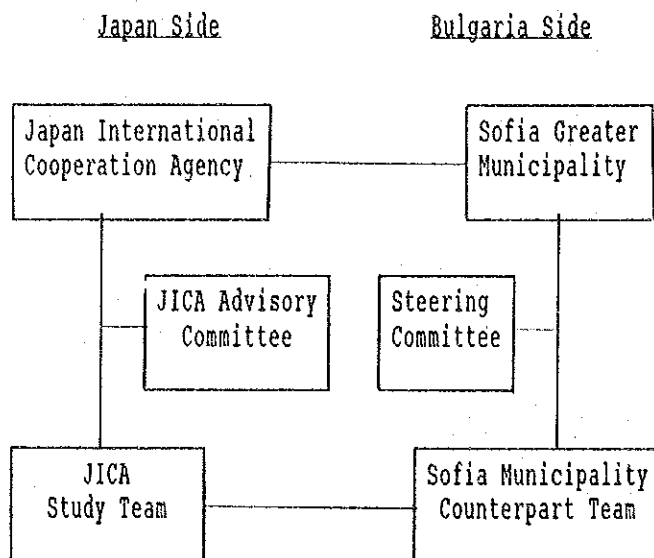 Japan Side
Bulgaria Side
Japan International
Cooperation Agency
Sofia Greater
Municipality
JICA Advisory
Committee
Steering
Committee
JICA
Study Team
Sofia Municipality
Counterpart Team